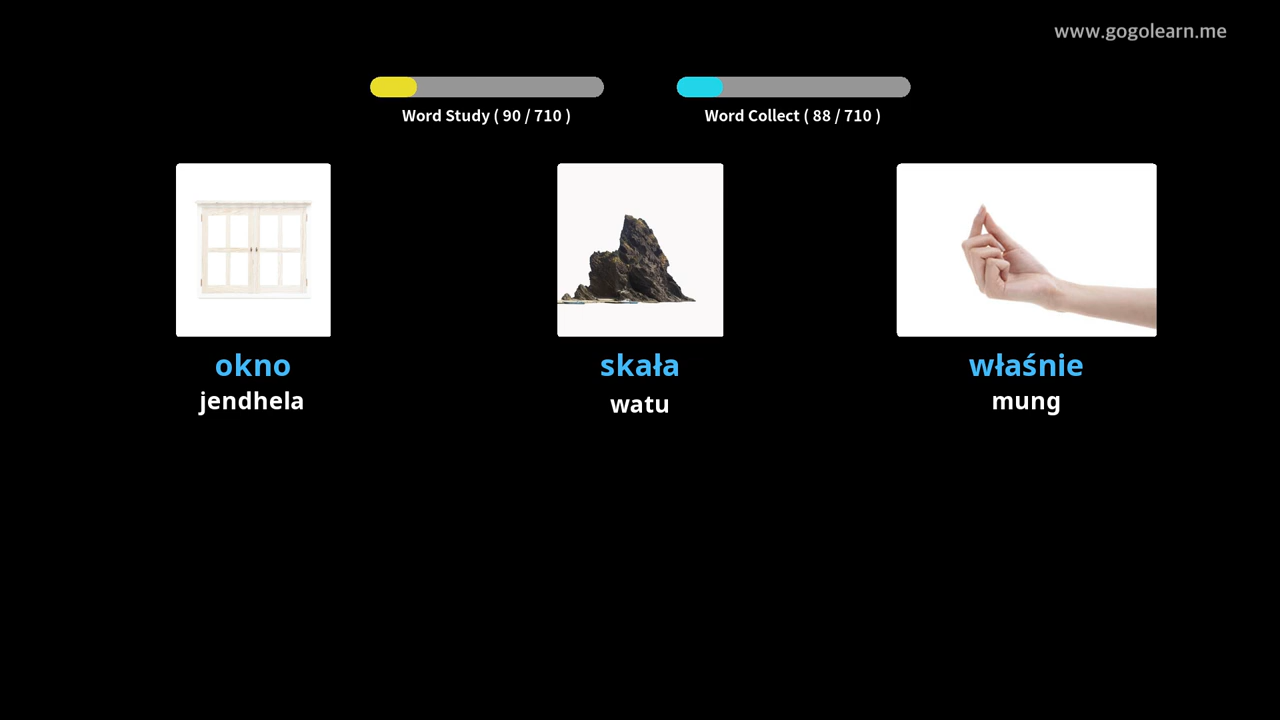 www.gogolearn.me
Word Study ( 90 / 710 )
Word Collect ( 88 / 710 )
okno
jendhela
skała
watu
właśnie
mung